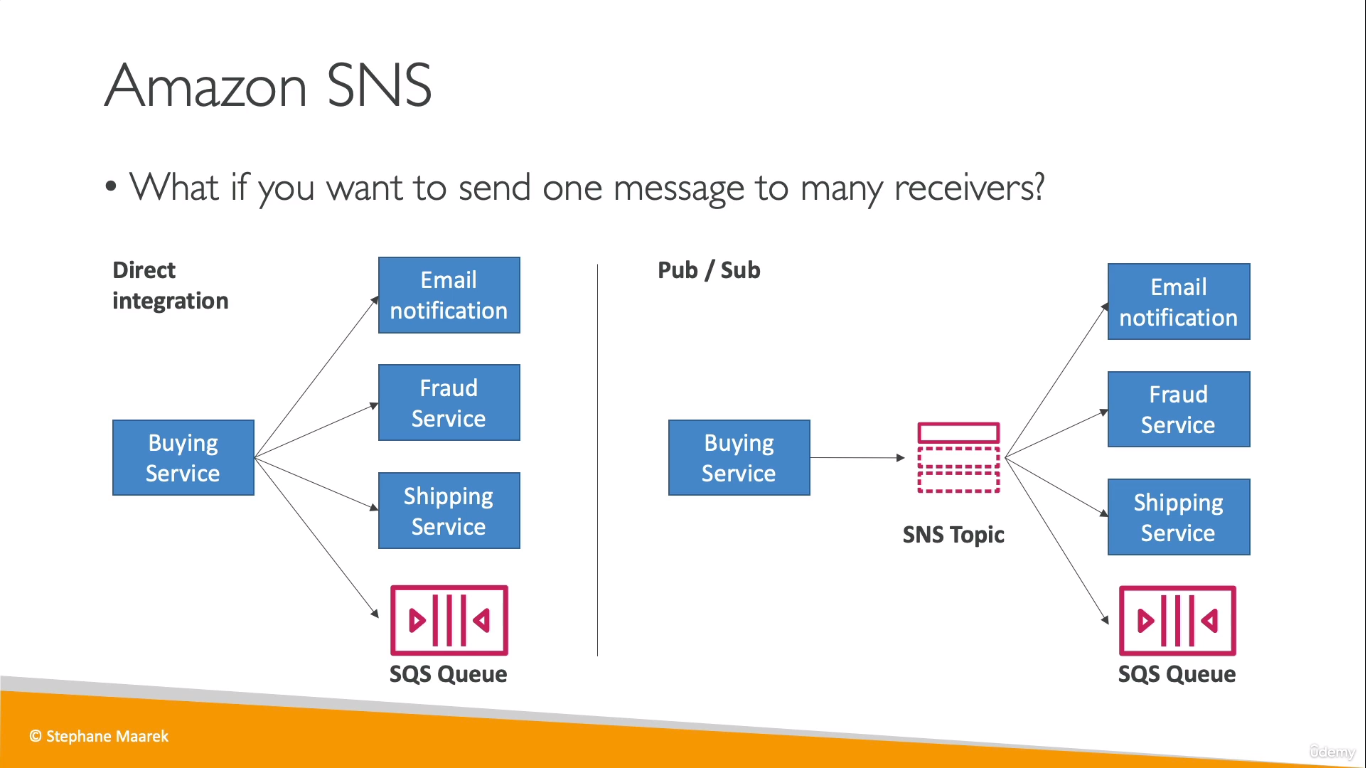 Amazon SNS
• What if you want to send one message to many receivers?
Direct
integration
Email
notification
Fraud
Service
Buying
Service
Shipping
Service
SQS Queue
Pub / Sub
Email
notification
Fraud
Service
Buying
Service
SNS Topic
Shipping
Service
SQS Queue
© Stephane Maarek
ûdemy